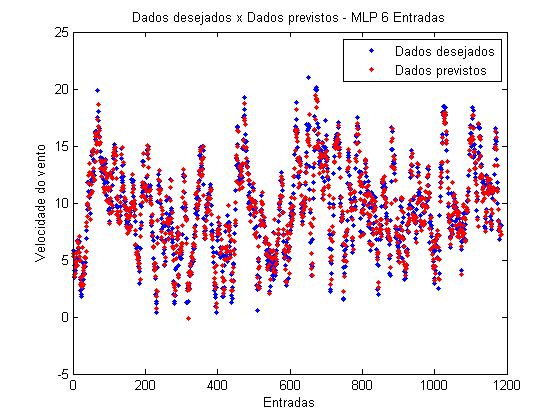 Dados desejados x Dados previstos - MLP 6 Entradas
Dados desejados
Dados previstos
Velocidade do vento
25
20
15
10
5
0
-5
0 200 400 600 800 1000 1200
Entradas